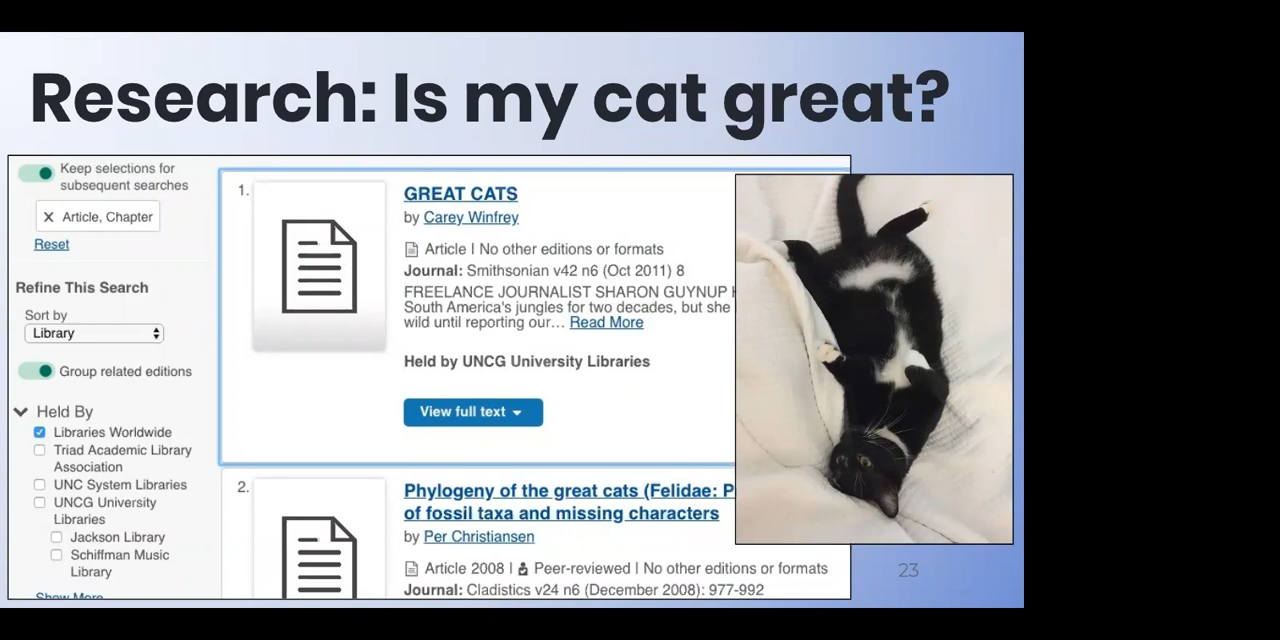 Research: Is my cat great?
Keep selections for
subsequent searches
Article, Chapter
Reset
Refine This Search
Sort by
Library
Group related editions
Held By
Libraries Worldwide
Triad Academic Library
Association
UNC System Libraries
UNCG University
Libraries
Jackson Library
Schiffman Music
Library
Show More
1.
GREAT CATS
by Carey Winfrey
Article | No other editions or formats
Journal: Smithsonian v42 n6 (Oct 2011) 8
FREELANCE JOURNALIST SHARON GUYNUP
South America's jungles for two decades, but she
wild until reporting our... Read More
Held by UNCG University Libraries
View full text
2.
Phylogeny of the great cats (Felidae: P
of fossil taxa and missing characters
by Per Christiansen
Article 2008 | Peer-reviewed | No other editions or formats
Journal: Cladistics v24 n6 (December 2008): 977-992
23